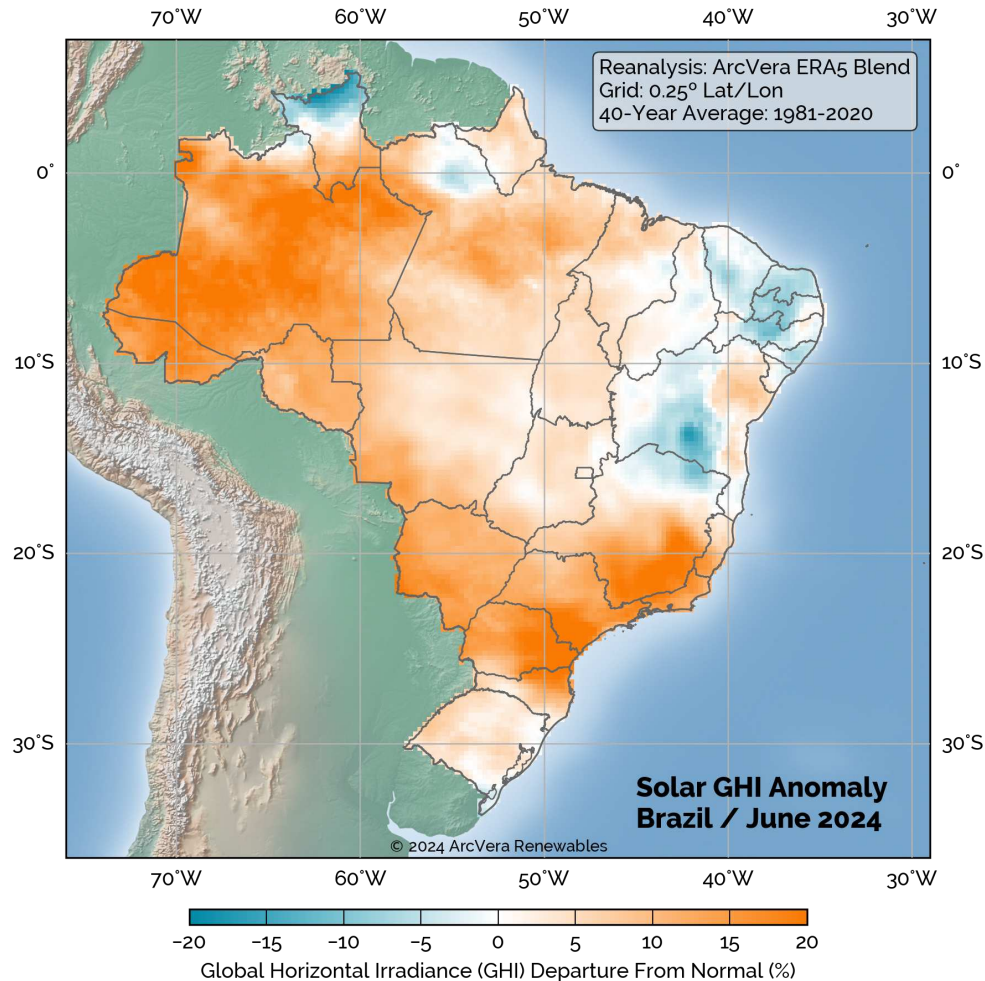 70°W 60°W 50°W 40°W 30°W
Reanalysis: ArcVera ERA5 Blend
Grid: 0.25º Lat/Lon
40-Year Average: 1981-2020
0° 0°
10°S 10°S
20°S 20°S
30°S 30°S
Solar GHI Anomaly
Brazil / June 2024
© 2024 ArcVera Renewables
70°W 60°W 50°W 40°W 30°W
−20 −15 −10 −5 0 5 10 15 20
Global Horizontal Irradiance (GHI) Departure From Normal (%)